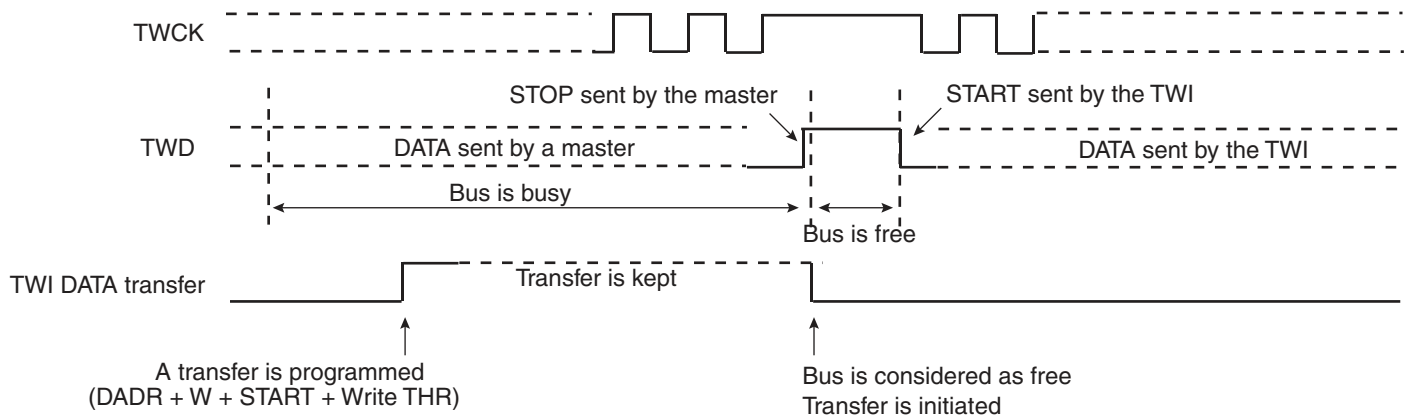 TWCK
STOP sent by the master
START sent by the TWI
TWD
DATA sent by a master
DATA sent by the TWI
Bus is busy
Bus is free
TWI DATA transfer
Transfer is kept
A transfer is programmed
(DADR + W + START + Write THR)
Bus is considered as free
Transfer is initiated